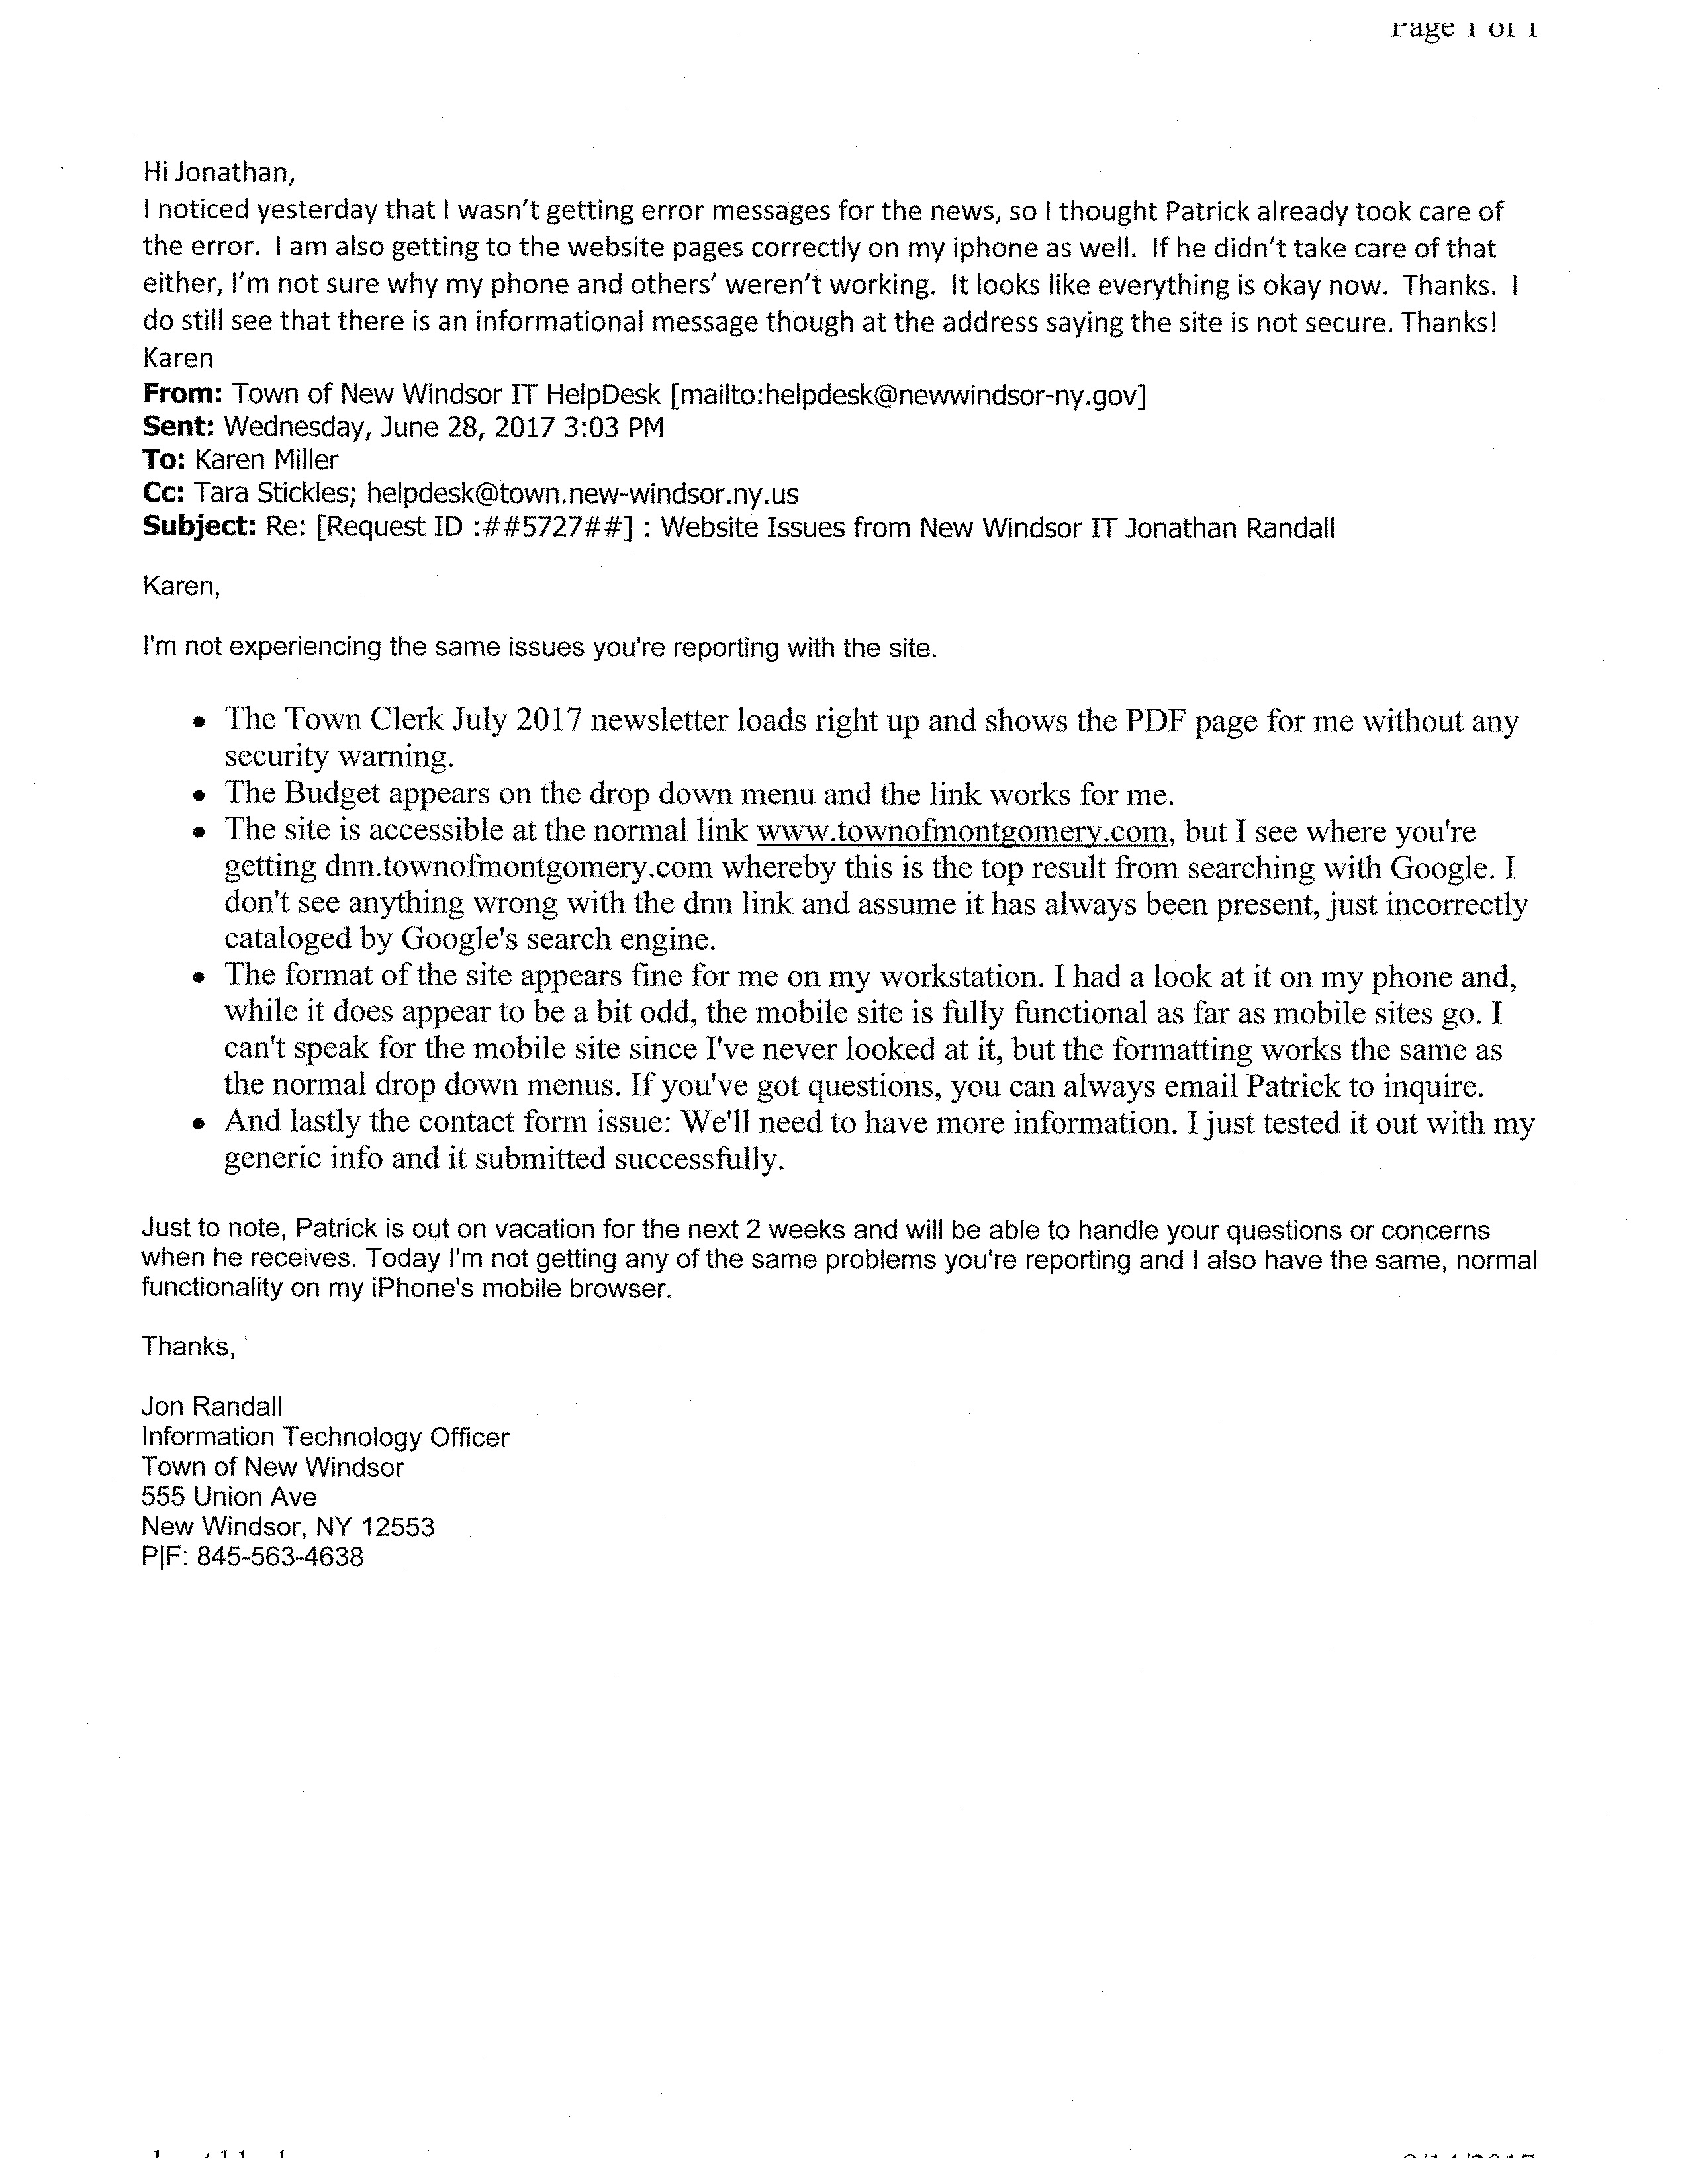 Page 1 of 1
Hi Jonathan,
I noticed yesterday that I wasn't getting error messages for the news, so I thought Patrick already took care of
the error.  I am also getting to the website pages correctly on my iphone as well.  If he didn't take care of that
either, I'm not sure why my phone and others' weren't working.  It looks like everything is okay now.  Thanks.  I
do still see that there is an informational message though at the address saying the site is not secure. Thanks!
Karen
From: Town of New Windsor IT HelpDesk [mailto:helpdesk@newwindsor-ny.gov]
Sent: Wednesday, June 28, 2017 3:03 PM
To: Karen Miller
Cc: Tara Stickles; helpdesk@town.new-windsor.ny.us
Subject: Re: [Request ID :##5727##] : Website Issues from New Windsor IT Jonathan Randall
Karen,
I'm not experiencing the same issues you're reporting with the site.
• The Town Clerk July 2017 newsletter loads right up and shows the PDF page for me without any
security warning.
• The Budget appears on the drop down menu and the link works for me.
• The site is accessible at the normal link www.townofmontgomery.com, but I see where you're
getting dnn.townofmontgomery.com whereby this is the top result from searching with Google. I
don't see anything wrong with the dnn link and assume it has always been present, just incorrectly
cataloged by Google's search engine.
• The format of the site appears fine for me on my workstation. I had a look at it on my phone and,
while it does appear to be a bit odd, the mobile site is fully functional as far as mobile sites go. I
can't speak for the mobile site since I've never looked at it, but the formatting works the same as
the normal drop down menus. If you've got questions, you can always email Patrick to inquire.
• And lastly the contact form issue: We'll need to have more information. I just tested it out with my
generic info and it submitted successfully.
Just to note, Patrick is out on vacation for the next 2 weeks and will be able to handle your questions or concerns
when he receives. Today I'm not getting any of the same problems you're reporting and I also have the same, normal
functionality on my iPhone's mobile browser.
Thanks,
Jon Randall
Information Technology Officer
Town of New Windsor
555 Union Ave
New Windsor, NY 12553
P|F: 845-563-4638